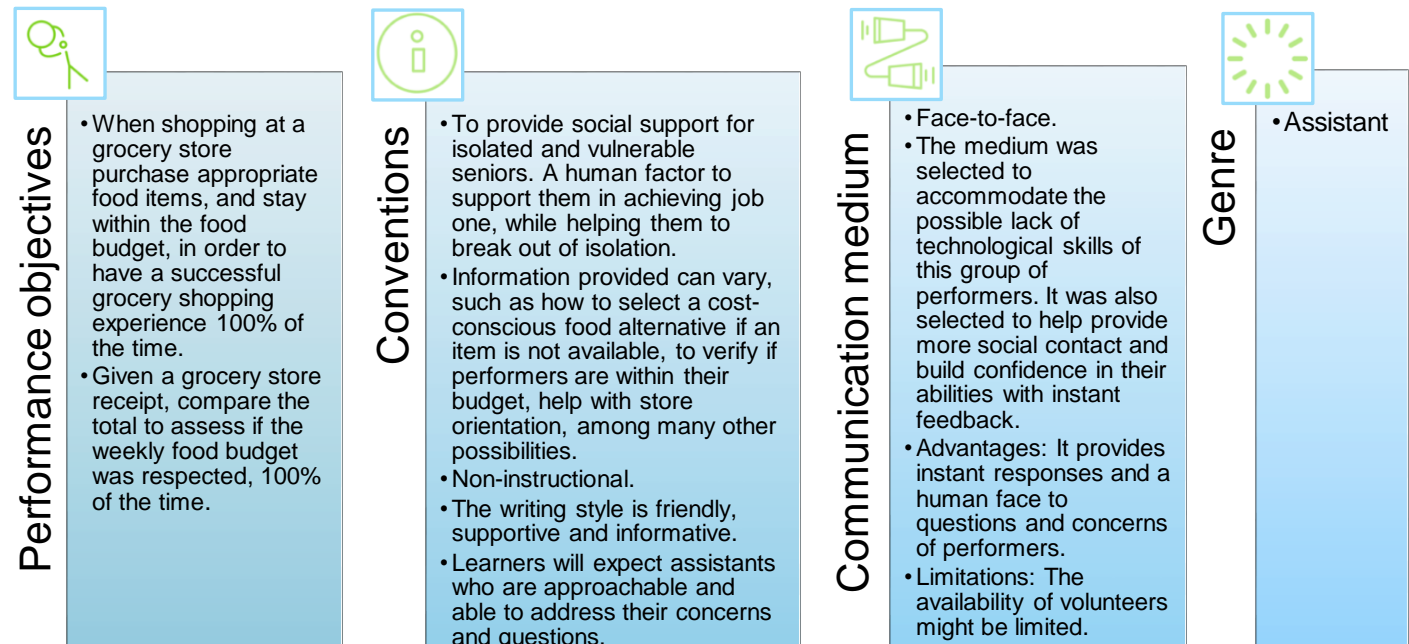 Performance objectives
•When shopping at a
grocery store
purchase appropriate
food items, and stay
within the food
budget, in order to
have a successful
grocery shopping
experience 100% of
the time.
•Given a grocery store
receipt, compare the
total to assess if the
weekly food budget
was respected, 100%
of the time.
Conventions
•To provide social support for
isolated and vulnerable
seniors. A human factor to
support them in achieving job
one, while helping them to
break out of isolation.
•Information provided can vary,
such as how to select a cost-
conscious food alternative if an
item is not available, to verify if
performers are within their
budget, help with store
orientation, among many other
possibilities.
•Non-instructional.
•The writing style is friendly,
supportive and informative.
•Learners will expect assistants
who are approachable and
able to address their concerns
and questions.
Communication medium
•Face-to-face.
•The medium was
selected to
accommodate the
possible lack of
technological skills of
this group of
performers. It was also
selected to help provide
more social contact and
build confidence in their
abilities with instant
feedback.
•Advantages: It provides
instant responses and a
human face to
questions and concerns
of performers.
•Limitations: The
availability of volunteers
might be limited.
Genre
•Assistant